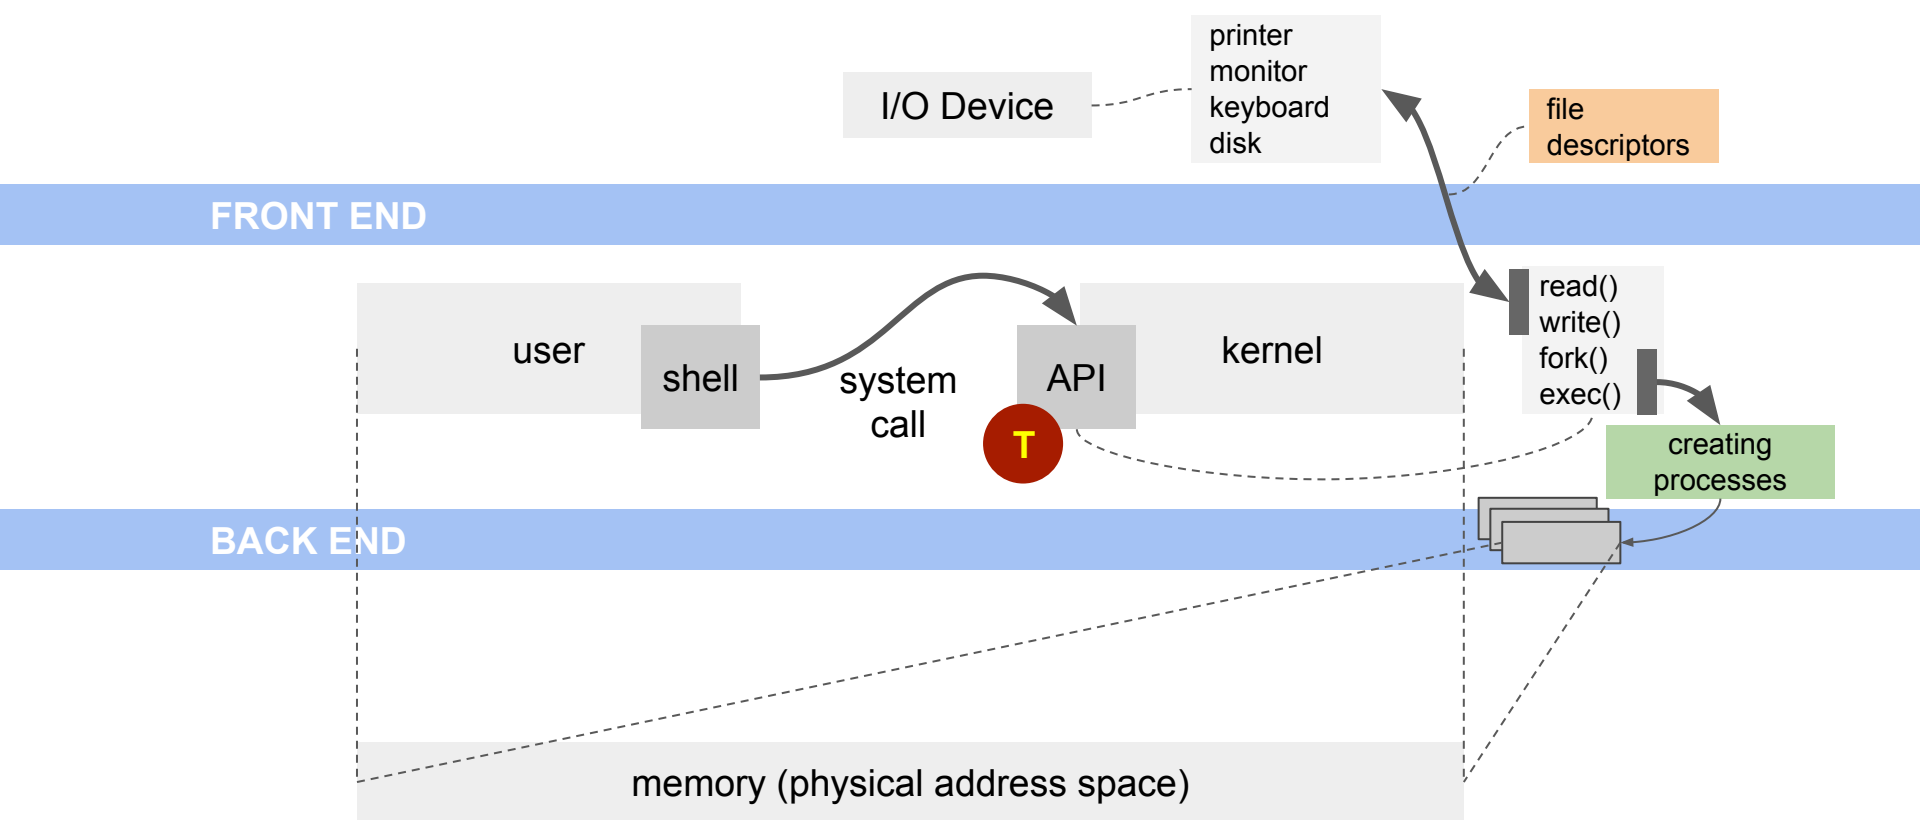 printer
monitor
keyboard
disk
I/O Device
file
descriptors
FRONT END
user
shell
system
call
API
T
kernel
read()
write()
fork()
exec()
creating
processes
BACK END
memory (physical address space)